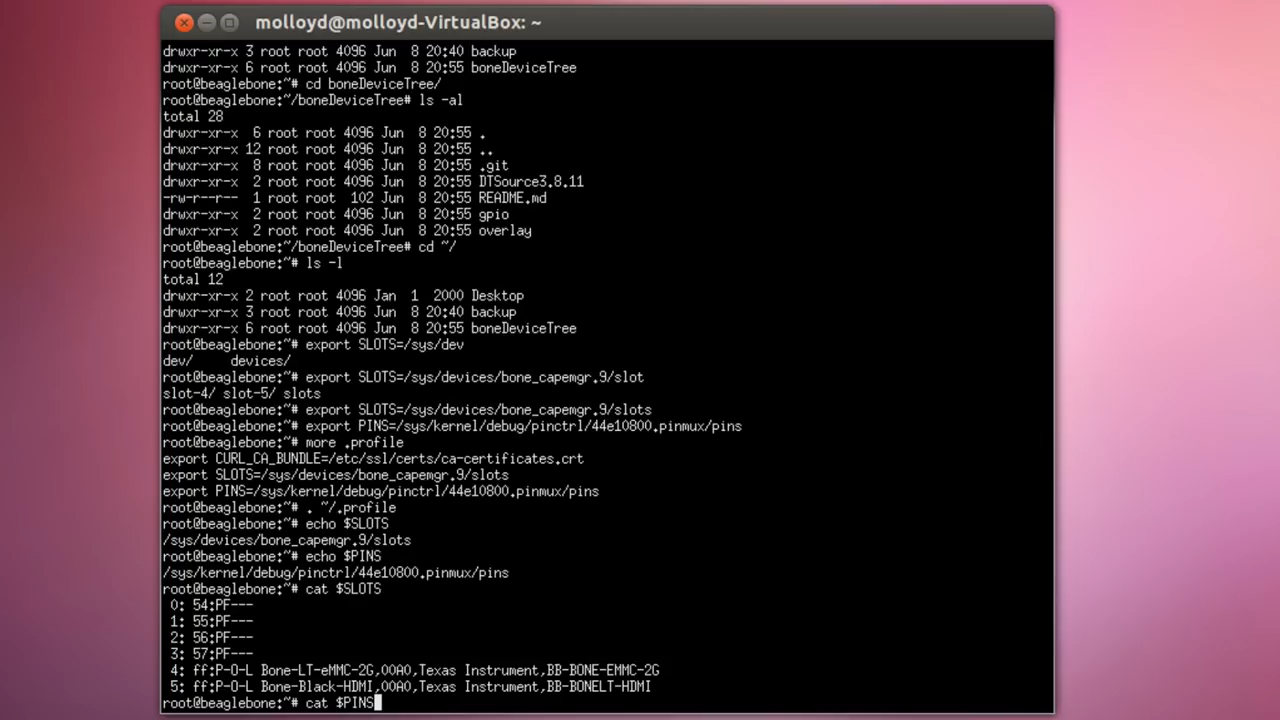 molloyd@molloyd-VirtualBox: ~
drwxr-xr-x 3 root root 4096 Jun  8 20:40 backup
drwxr-xr-x 6 root root 4096 Jun  8 20:55 boneDeviceTree
root@beaglebone:~# cd boneDeviceTree/
root@beaglebone:~/boneDeviceTree# ls -al
total 28
drwxr-xr-x  6 root root 4096 Jun  8 20:55 .
drwxr-xr-x 12 root root 4096 Jun  8 20:55 ..
drwxr-xr-x  8 root root 4096 Jun  8 20:55 .git
drwxr-xr-x  2 root root 4096 Jun  8 20:55 DTSource3.8.11
-rw-r--r--  1 root root  102 Jun  8 20:55 README.md
drwxr-xr-x  2 root root 4096 Jun  8 20:55 gpio
drwxr-xr-x  2 root root 4096 Jun  8 20:55 overlay
root@beaglebone:~/boneDeviceTree# cd ~/
root@beaglebone:~# ls -l
total 12
drwxr-xr-x 2 root root 4096 Jan  1  2000 Desktop
drwxr-xr-x 3 root root 4096 Jun  8 20:40 backup
drwxr-xr-x 6 root root 4096 Jun  8 20:55 boneDeviceTree
root@beaglebone:~# export SLOTS=/sys/dev
dev/     devices/
root@beaglebone:~# export SLOTS=/sys/devices/bone_capemgr.9/slot
slot-4/ slot-5/ slots
root@beaglebone:~# export SLOTS=/sys/devices/bone_capemgr.9/slots
root@beaglebone:~# export PINS=/sys/kernel/debug/pinctrl/44e10800.pinmux/pins
root@beaglebone:~# more .profile
export CURL_CA_BUNDLE=/etc/ssl/certs/ca-certificates.crt
export SLOTS=/sys/devices/bone_capemgr.9/slots
export PINS=/sys/kernel/debug/pinctrl/44e10800.pinmux/pins
root@beaglebone:~# . ~/.profile
root@beaglebone:~# echo $SLOTS
/sys/devices/bone_capemgr.9/slots
root@beaglebone:~# echo $PINS
/sys/kernel/debug/pinctrl/44e10800.pinmux/pins
root@beaglebone:~# cat $SLOTS
 0: 54:PF---
 1: 55:PF---
 2: 56:PF---
 3: 57:PF---
 4: ff:P-O-L Bone-LT-eMMC-2G,00A0,Texas Instrument,BB-BONE-EMMC-2G
 5: ff:P-O-L Bone-Black-HDMI,00A0,Texas Instrument,BB-BONELT-HDMI
root@beaglebone:~# cat $PINS